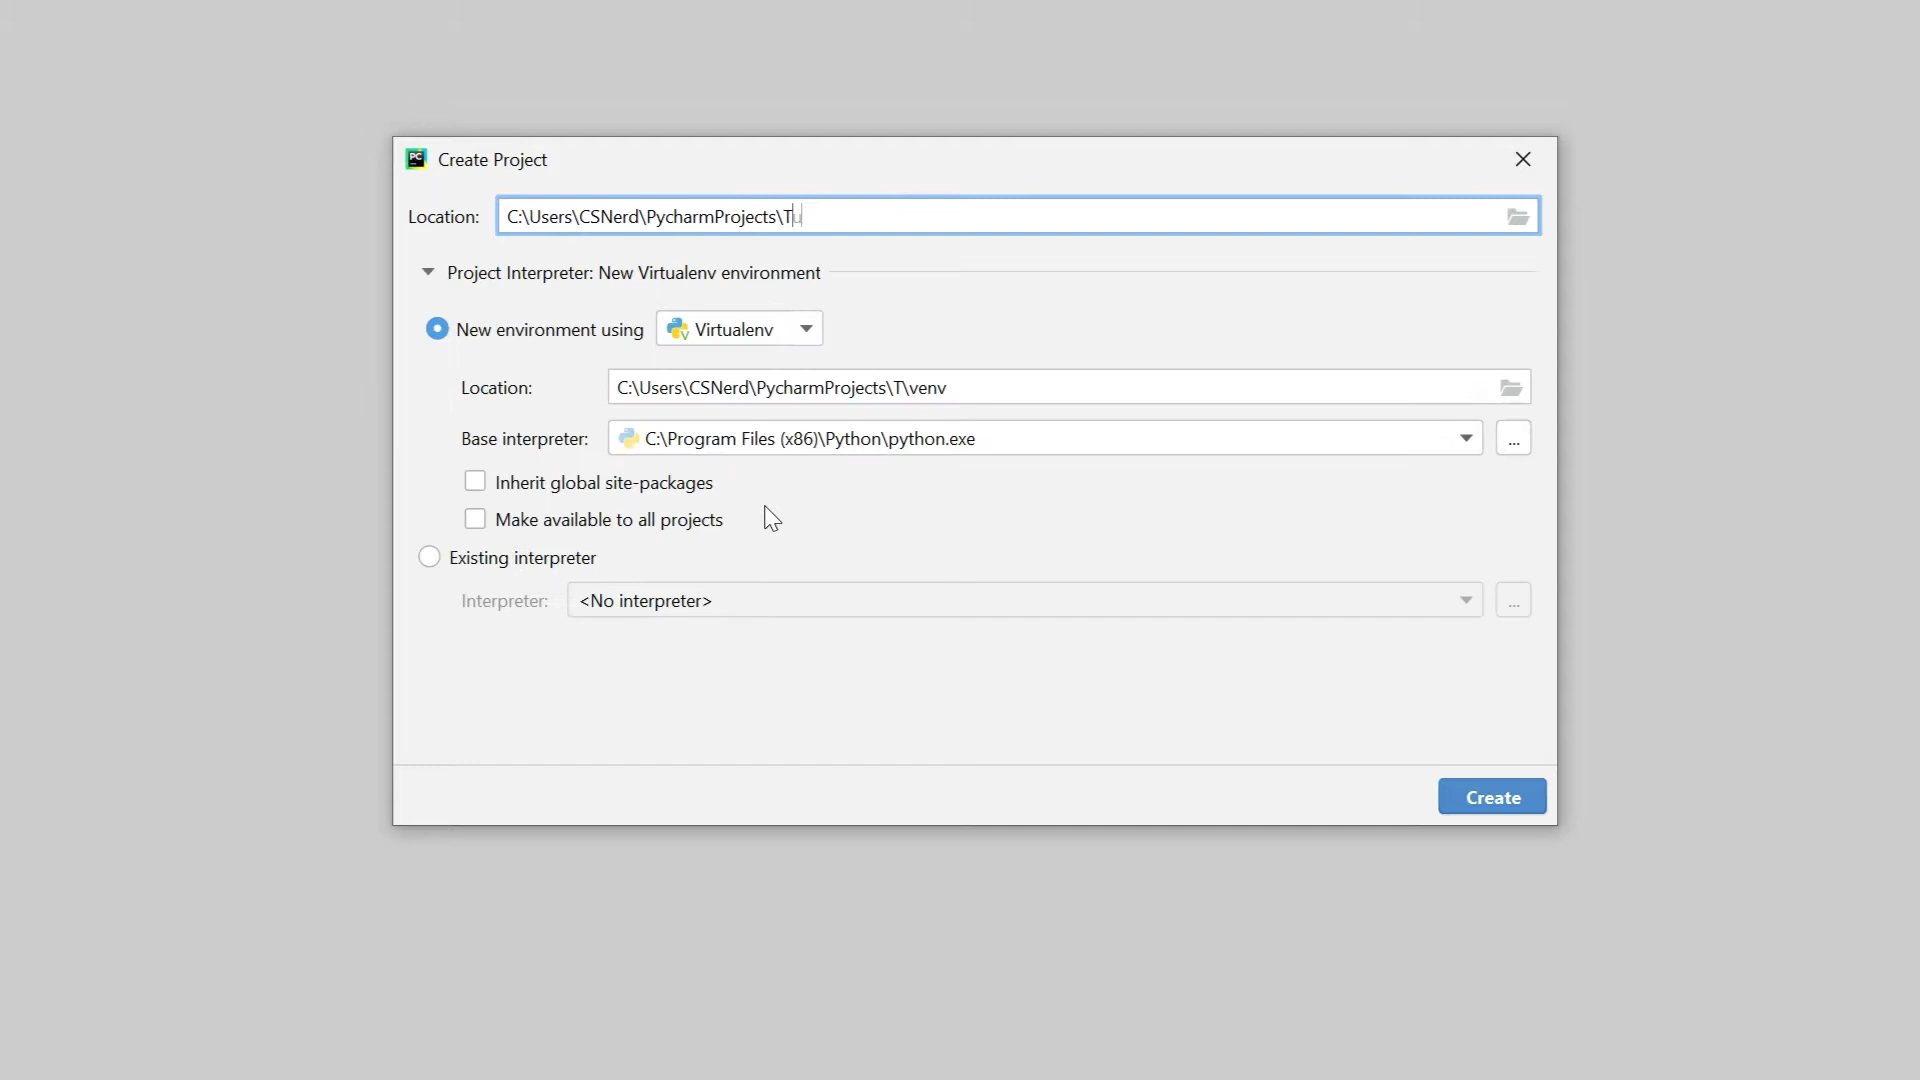 PC Create Project
Location: C:\Users\CSNerd\PycharmProjects\Tu
Project Interpreter: New Virtualenv environment
New environment using Virtualenv
Location: C:\Users\CSNerd\PycharmProjects\T\venv
Base interpreter: C:\Program Files (x86)\Python\python.exe ...
Inherit global site-packages
Make available to all projects
Existing interpreter
Interpreter: <No interpreter> ...
Create